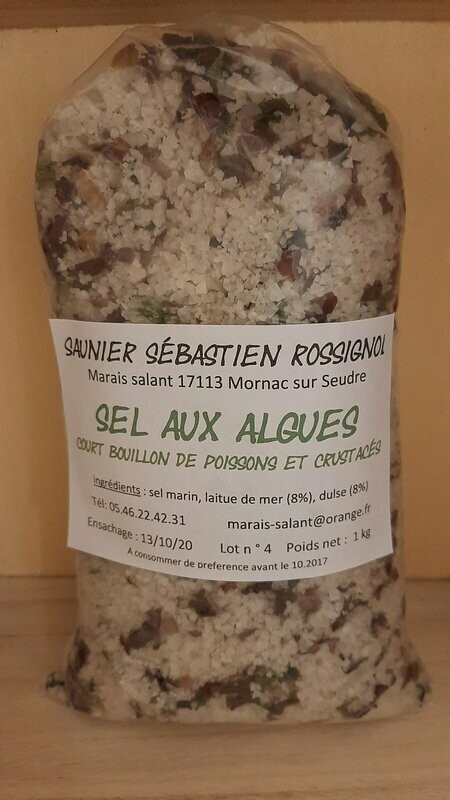 SAUNIER SÉBASTIEN ROSSIGNOL
Marais salant 17113 Mornac sur Seudre
SEL AUX ALGUES
COURT BOUILLON DE POISSONS ET CRUSTACÉS
ingrédients : sel marin, laitue de mer (8%), dulse (8%)
Tél: 05.46.22.42.31 marais-salant@orange.fr
Ensachage : 13/10/20 Lot n° 4 Poids net : 1 kg
A consommer de preference avant le 10.2017